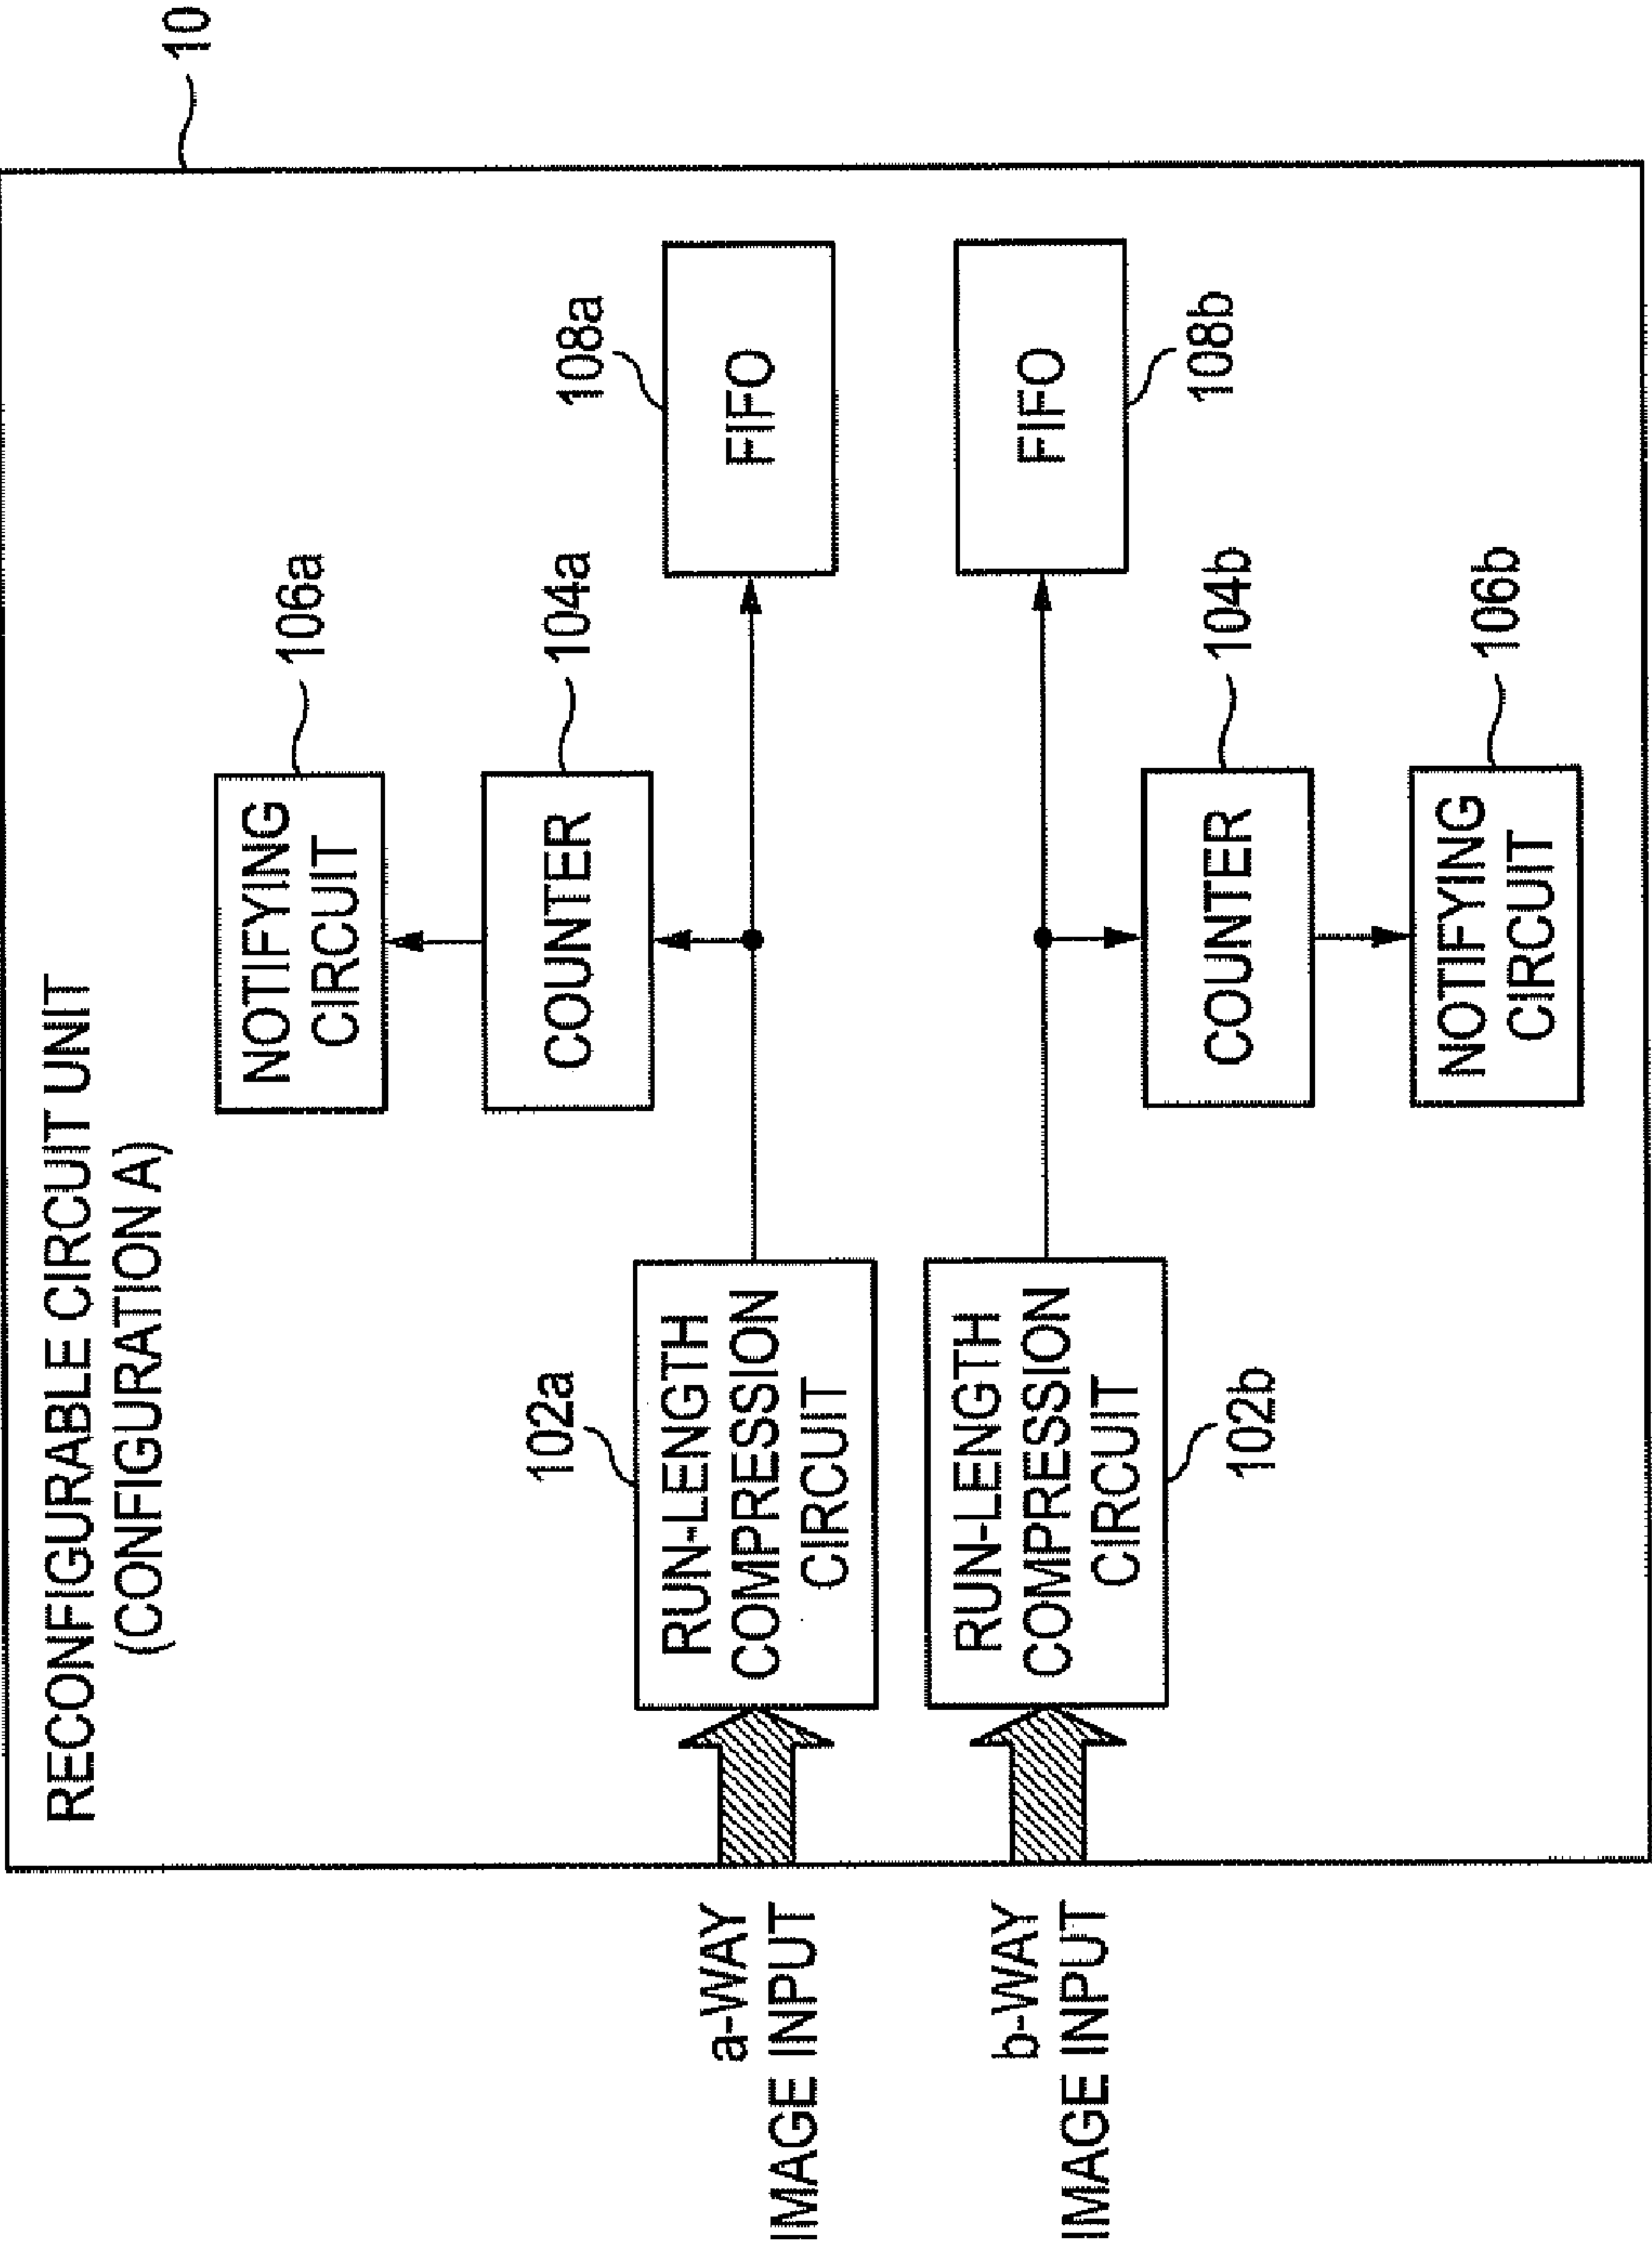 RECONFIGURABLE CIRCUIT UNIT
(CONFIGURATION A)
10
106a
NOTIFYING
CIRCUIT
104a
COUNTER
102a
108a
a-WAY
IMAGE INPUT
RUN-LENGTH
COMPRESSION
CIRCUIT
FIFO
b-WAY
IMAGE INPUT
RUN-LENGTH
COMPRESSION
CIRCUIT
FIFO
102b
108b
104b
COUNTER
106b
NOTIFYING
CIRCUIT